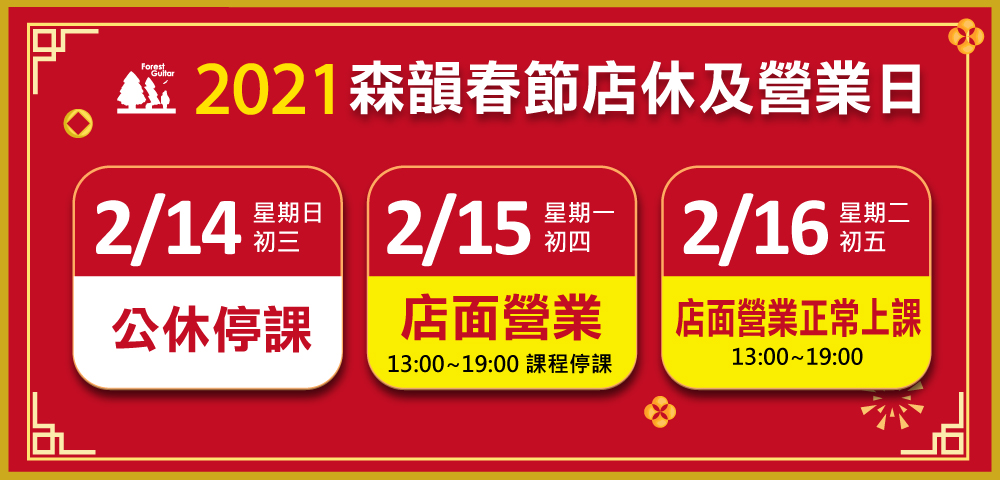 Forest
Guitar
2021森韻春節店休及營業日
2/14 星期日
初三
公休停課
2/15 星期一
初四
店面營業
13:00~19:00 課程停課
2/16 星期二
初五
店面營業正常上課
13:00~19:00